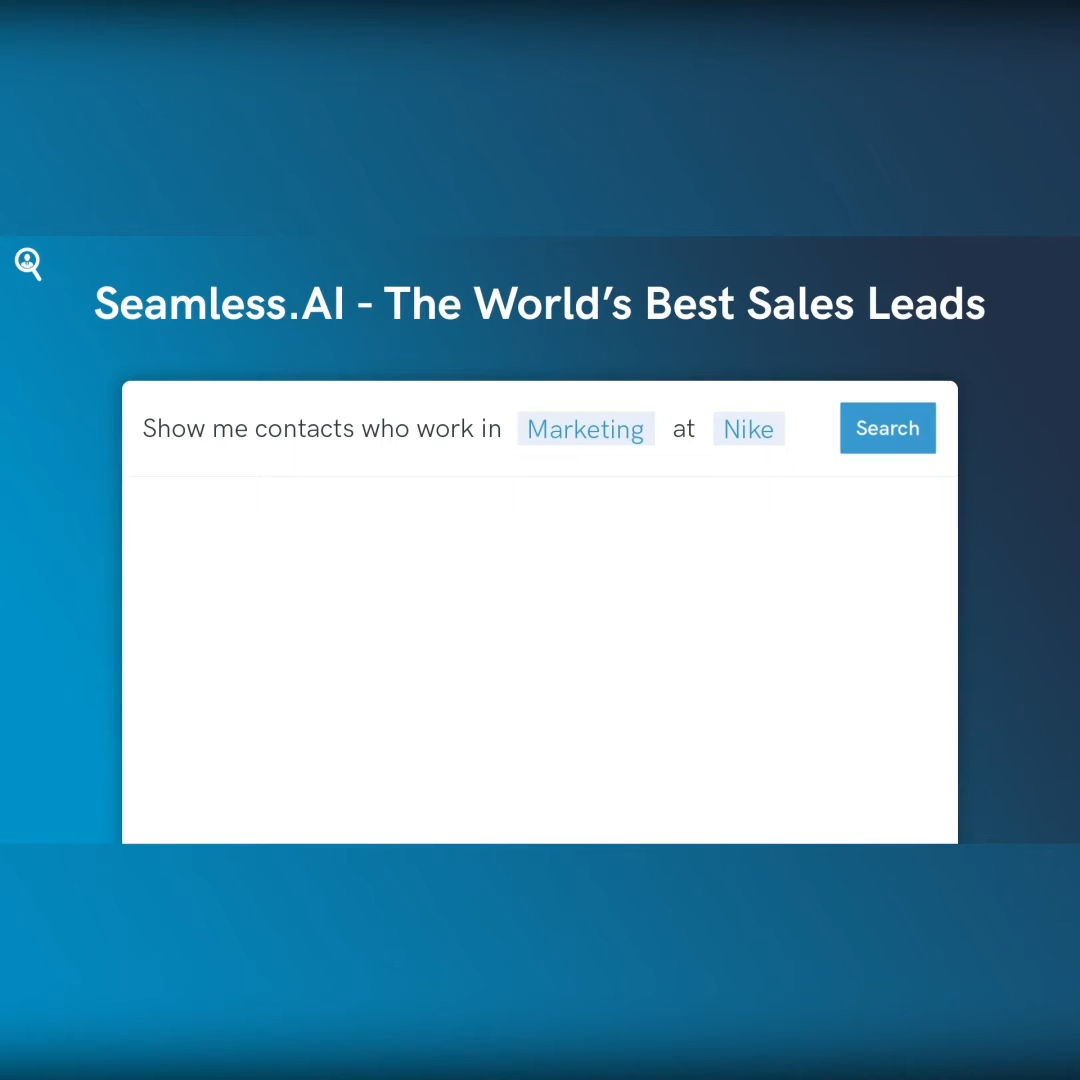 Seamless.AI - The World’s Best Sales Leads
Show me contacts who work in Marketing at Nike Search